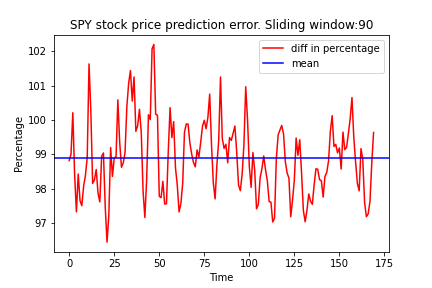 SPY stock price prediction error. Sliding window:90
diff in percentage
mean
Percentage
102
101
100
99
98
97
0
25
50
75
100
125
150
175
Time